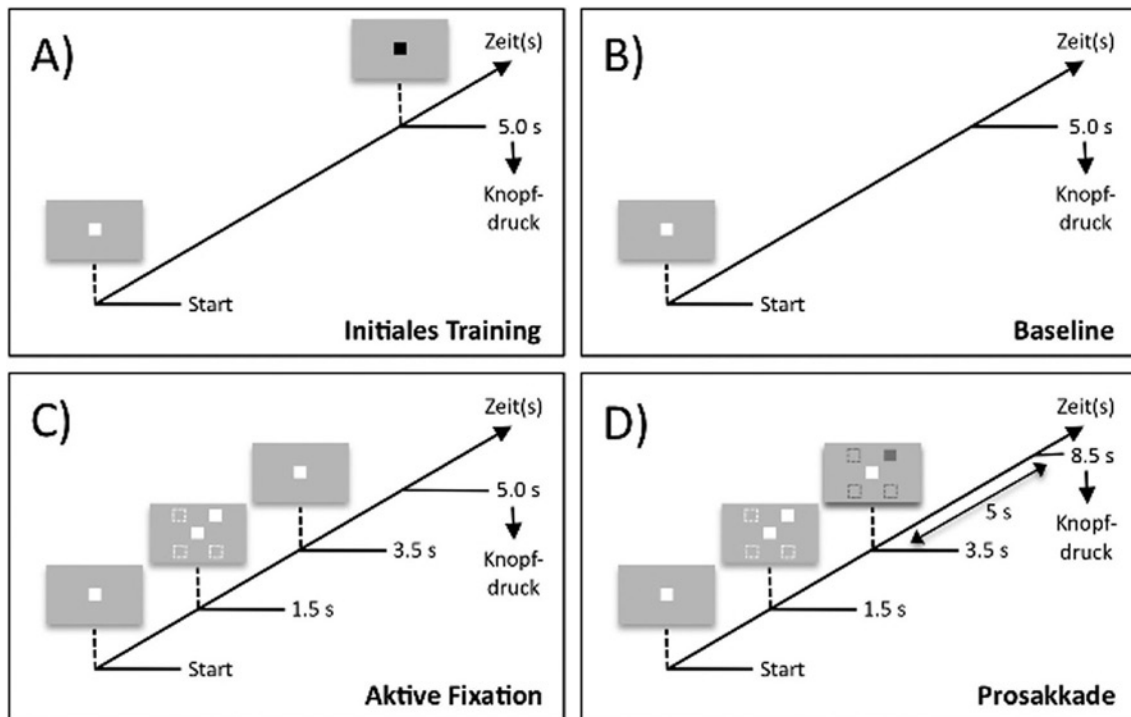 A)
Zeit(s)
5.0 s
Knopf-
druck
Start
Initiales Training
B)
Zeit(s)
5.0 s
Knopf-
druck
Start
Baseline
C)
Zeit(s)
5.0 s
3.5 s
Knopf-
druck
1.5 s
Start
Aktive Fixation
D)
Zeit(s)
8.5 s
5 s
Knopf-
druck
3.5 s
1.5 s
Start
Prosakkade